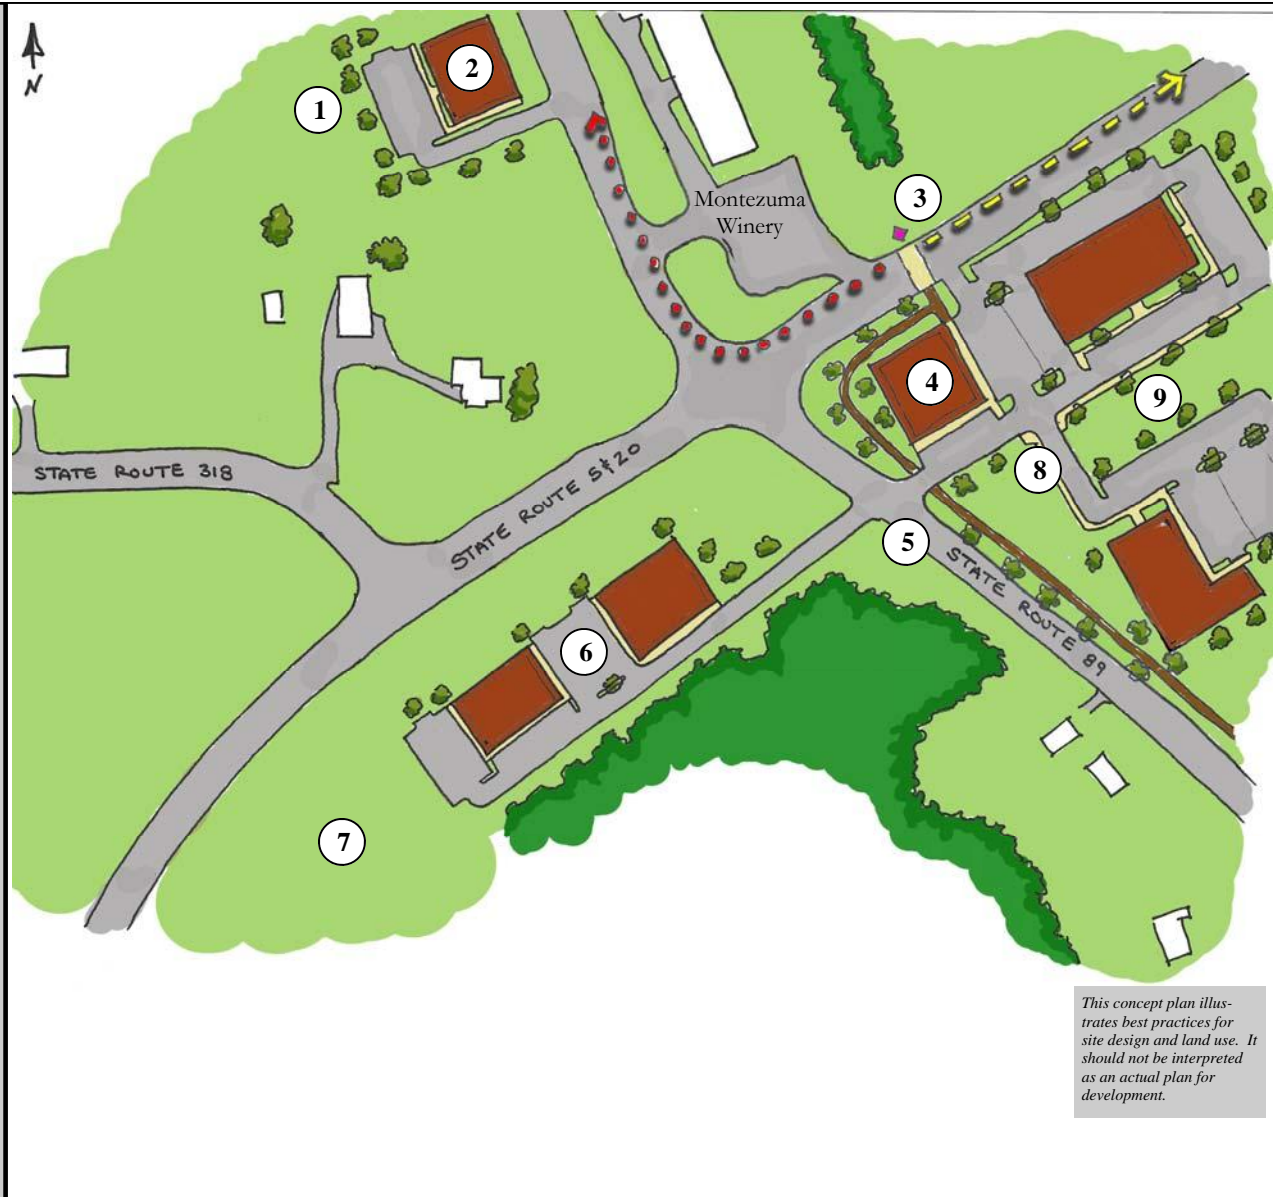 N
2
1
3
Montezuma
Winery
4
9
STATE ROUTE 318
STATE ROUTE 5&20
8
5
STATE ROUTE 89
6
7
This concept plan illus-
trates best practices for
site design and land use. It
should not be interpreted
as an actual plan for
development.